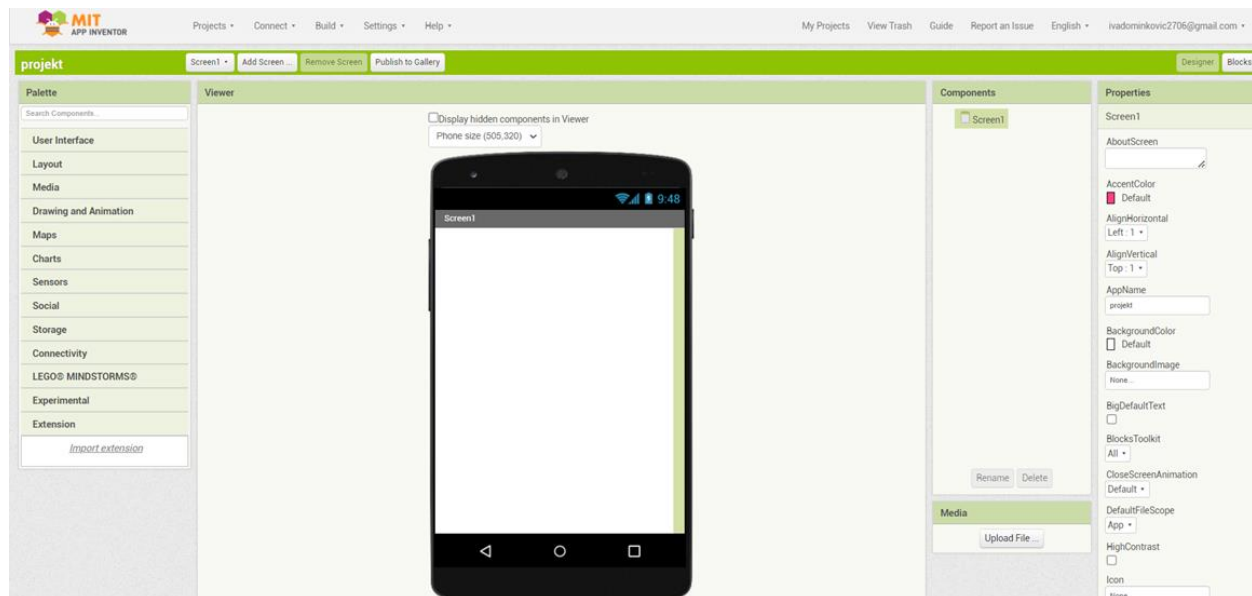 MIT
APP INVENTOR
Projects Connect Build Settings Help My Projects View Trash Guide Report an Issue English ivadominkovic2706@gmail.com
projekt Screen1 Add Screen ... Remove Screen Publish to Gallery Designer Blocks
Palette
Search Components...
User Interface
Layout
Media
Drawing and Animation
Maps
Charts
Sensors
Social
Storage
Connectivity
LEGO® MINDSTORMS®
Experimental
Extension
Import extension
Viewer
Display hidden components in Viewer
Phone size (505,320)
9:48
Screen1
Components
Screen1
Rename Delete
Media
Upload File ...
Properties
Screen1
AboutScreen
AccentColor
Default
AlignHorizontal
Left : 1
AlignVertical
Top : 1
AppName
projekt
BackgroundColor
Default
BackgroundImage
None...
BigDefaultText
BlocksToolkit
All
CloseScreenAnimation
Default
DefaultFileScope
App
HighContrast
Icon
None